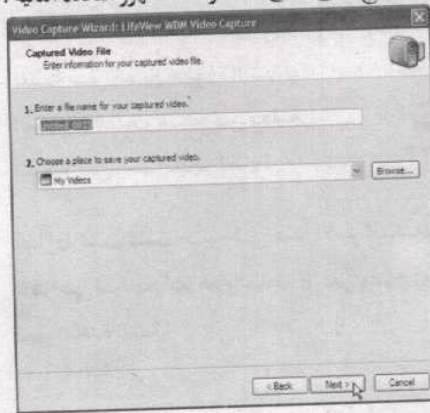 Video Capture Wizard: LifeView WDM Video Capture
Captured Video File
Enter information for your captured video file.
1. Enter a file name for your captured video.
2. Choose a place to save your captured video.
My Videos
Browse...
< Back
Next >
Cancel